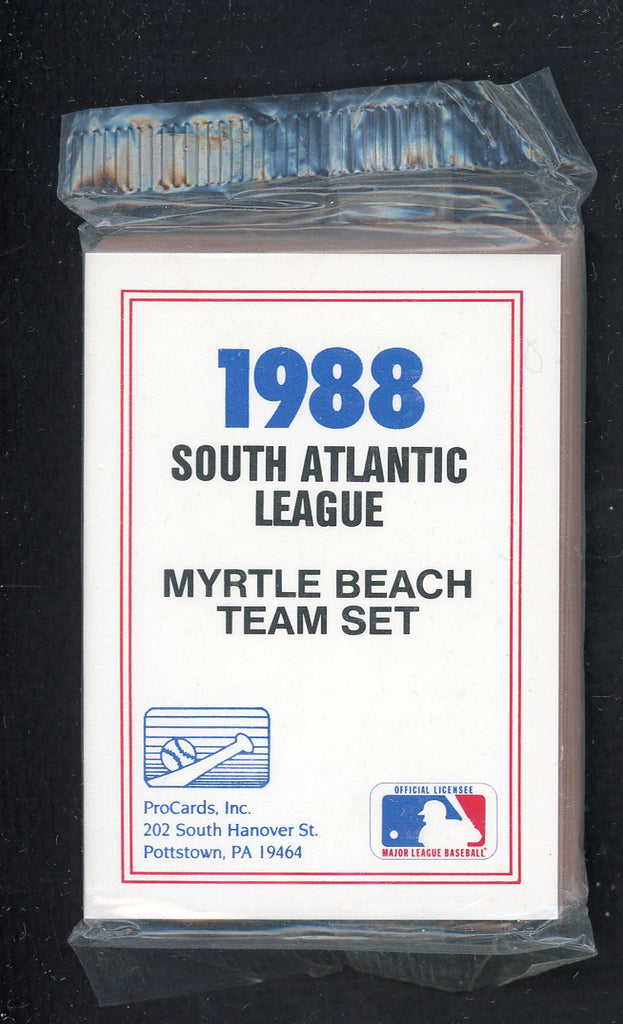 1988
SOUTH ATLANTIC
LEAGUE
MYRTLE BEACH
TEAM SET
ProCards, Inc.
202 South Hanover St.
Pottstown, PA 19464
OFFICIAL LICENSEE
MAJOR LEAGUE BASEBALL